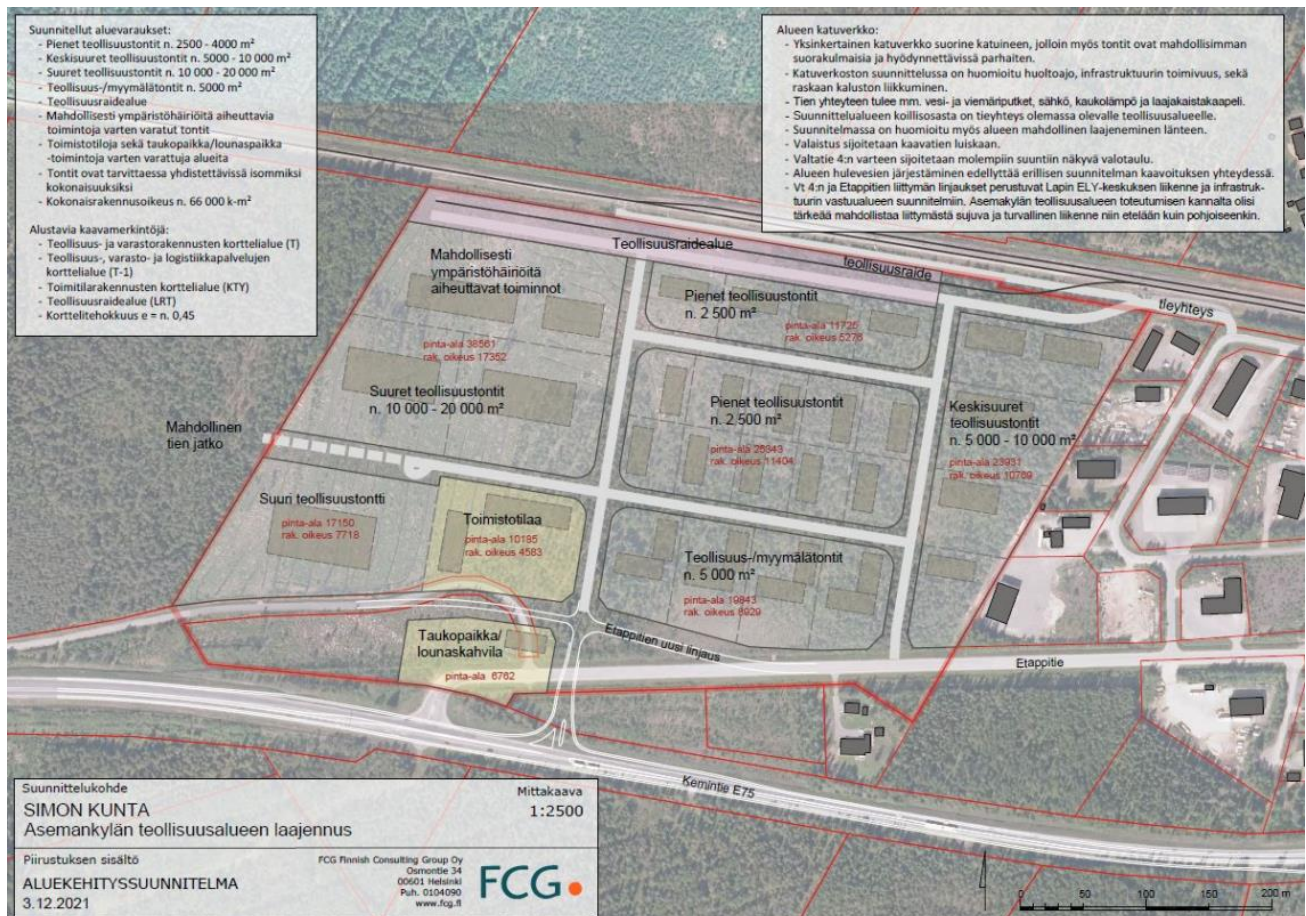 Suunnitellut aluevaraukset:
- Pienet teollisuustontit n. 2500 - 4000 m²
- Keskisuuret teollisuustontit n. 5000 - 10 000 m²
- Suuret teollisuustontit n. 10 000 - 20 000 m²
- Teollisuus-/myymälätontit n. 5000 m²
- Teollisuusraidealue
- Mahdollisesti ympäristöhäiriöitä aiheuttavia
toimintoja varten varatut tontit
- Toimistotiloja sekä taukopaikka/lounaspaikka
-toimintoja varten varattuja alueita
- Tontit ovat tarvittaessa yhdistettävissä isommiksi
kokonaisuuksiksi
- Kokonaisrakennusoikeus n. 66 000 k-m²
Alustavia kaavamerkintöjä:
- Teollisuus- ja varastorakennusten korttelialue (T)
- Teollisuus-, varasto- ja logistiikkapalvelujen
korttelialue (T-1)
- Toimitilarakennusten korttelialue (KTY)
- Teollisuusraidealue (LRT)
- Korttelitehokkuus e = n. 0,45
Alueen katuverkko:
- Yksinkertainen katuverkko suorine katuineen, jolloin myös tontit ovat mahdollisimman
suorakulmaisia ja hyödynnettävissä parhaiten.
- Katuverkoston suunnittelussa on huomioitu huoltoajo, infrastruktuurin toimivuus, sekä
raskaan kaluston liikkuminen.
- Tien yhteyteen tulee mm. vesi- ja viemäriputket, sähkö, kaukolämpö ja laajakaistakaapeli.
- Suunnittelualueen koillisosasta on tieyhteys olemassa olevalle teollisuusalueelle.
- Suunnitelmassa on huomioitu myös alueen mahdollinen laajeneminen länteen.
- Valaistus sijoitetaan kaavatien luiskaan.
- Valtatie 4:n varteen sijoitetaan molempiin suuntiin näkyvä valotaulu.
- Alueen hulevesien järjestäminen edellyttää erillisen suunnitelman kaavoituksen yhteydessä.
- Vt 4:n ja Etappitien liittymän linjaukset perustuvat Lapin ELY-keskuksen liikenne ja infrastruk-
tuurin vastuualueen suunnitelmiin. Asemakylän teollisuusalueen toteutumisen kannalta olisi
tärkeää mahdollistaa liittymästä sujuva ja turvallinen liikenne niin etelään kuin pohjoiseenkin.
Teollisuusraidealue
teollisuusraide
tieyhteys
Mahdollisesti
ympäristöhäiriöitä
aiheuttavat toiminnot
pinta-ala 38561
rak. oikeus 17352
Suuret teollisuustontit
n. 10 000 - 20 000 m²
Pienet teollisuustontit
n. 2 500 m²
pinta-ala 11725
rak. oikeus 5276
Pienet teollisuustontit
n. 2 500 m²
pinta-ala 25343
rak. oikeus 11404
Keskisuuret
teollisuustontit
n. 5 000 - 10 000 m²
pinta-ala 23931
rak. oikeus 10769
Mahdollinen
tien jatko
Suuri teollisuustontti
pinta-ala 17150
rak. oikeus 7718
Toimistotilaa
pinta-ala 10185
rak. oikeus 4583
Teollisuus-/myymälätontit
n. 5 000 m²
pinta-ala 19843
rak. oikeus 8929
Taukopaikka/
lounaskahvila
pinta-ala 6762
Etappitien uusi linjaus
Etappitie
Kemintie E75
Suunnittelukohde
SIMON KUNTA
Asemankylän teollisuusalueen laajennus
Mittakaava
1:2500
Piirustuksen sisältö
ALUEKEHITYSSUUNNITELMA
3.12.2021
FCG Finnish Consulting Group Oy
Osmontie 34
00601 Helsinki
Puh. 0104090
www.fcg.fi
FCG
0 50 100 150 200 m